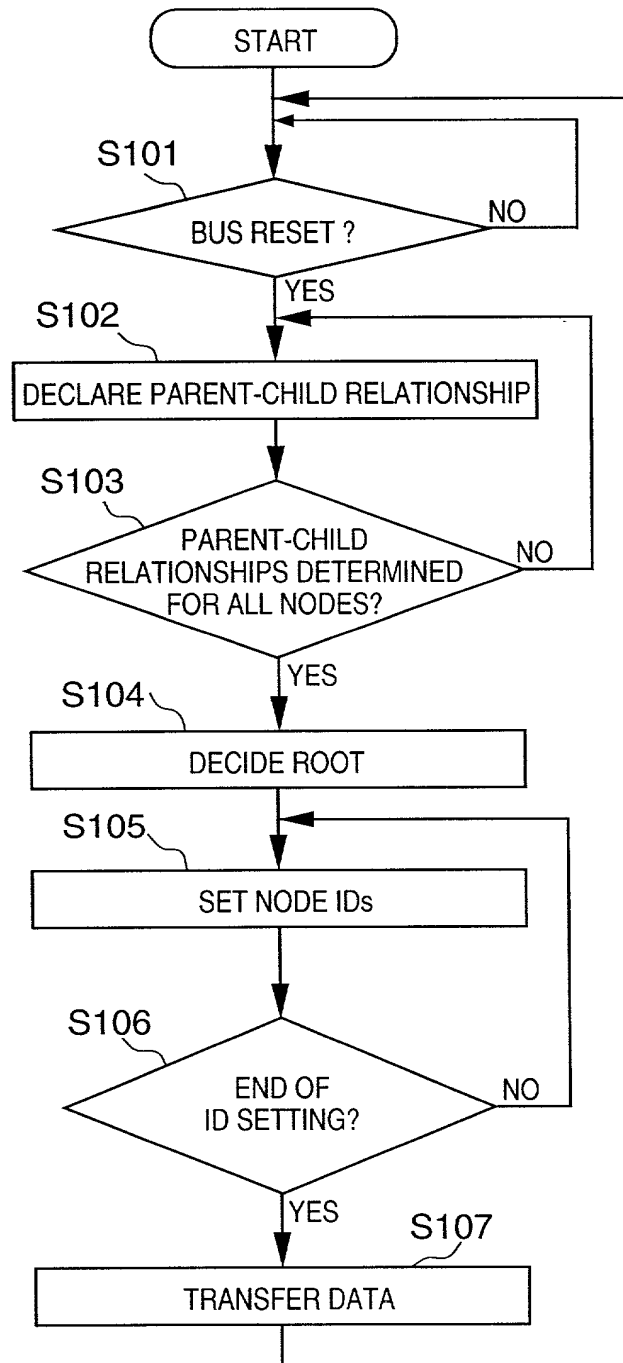 START
S101
BUS RESET ?
NO
YES
S102
DECLARE PARENT-CHILD RELATIONSHIP
S103
PARENT-CHILD
RELATIONSHIPS DETERMINED
FOR ALL NODES?
NO
YES
S104
DECIDE ROOT
S105
SET NODE IDs
S106
END OF
ID SETTING?
NO
YES
S107
TRANSFER DATA